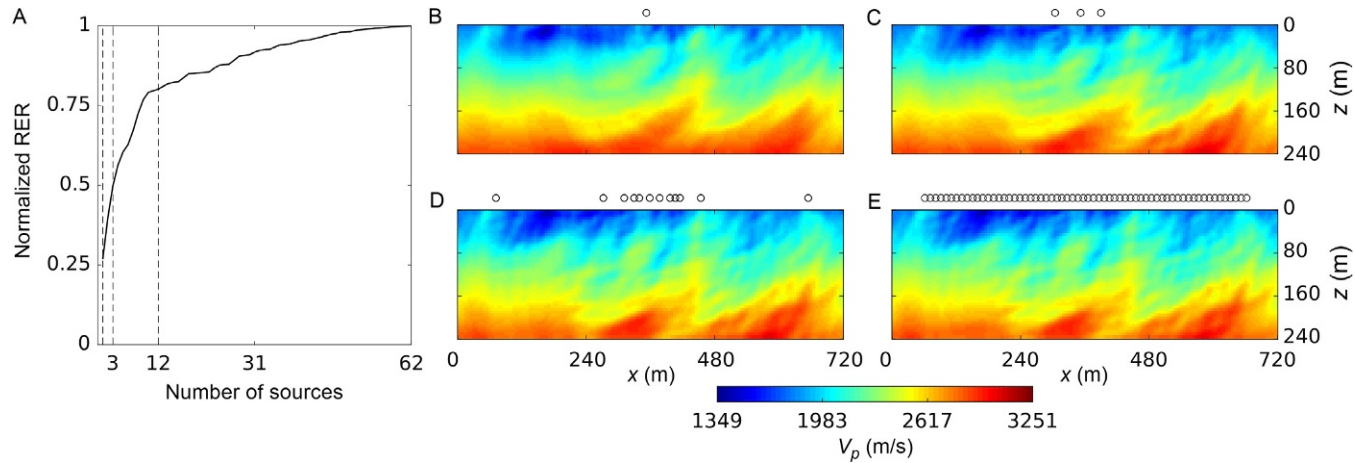 A
Normalized RER
1
0.75
0.5
0.25
0
3
12
31
62
Number of sources
B
C
0
80
160
240
z (m)
D
E
0
80
160
240
z (m)
0
240
480
720
x (m)
0
240
480
720
x (m)
1349
1983
2617
3251
Vp (m/s)